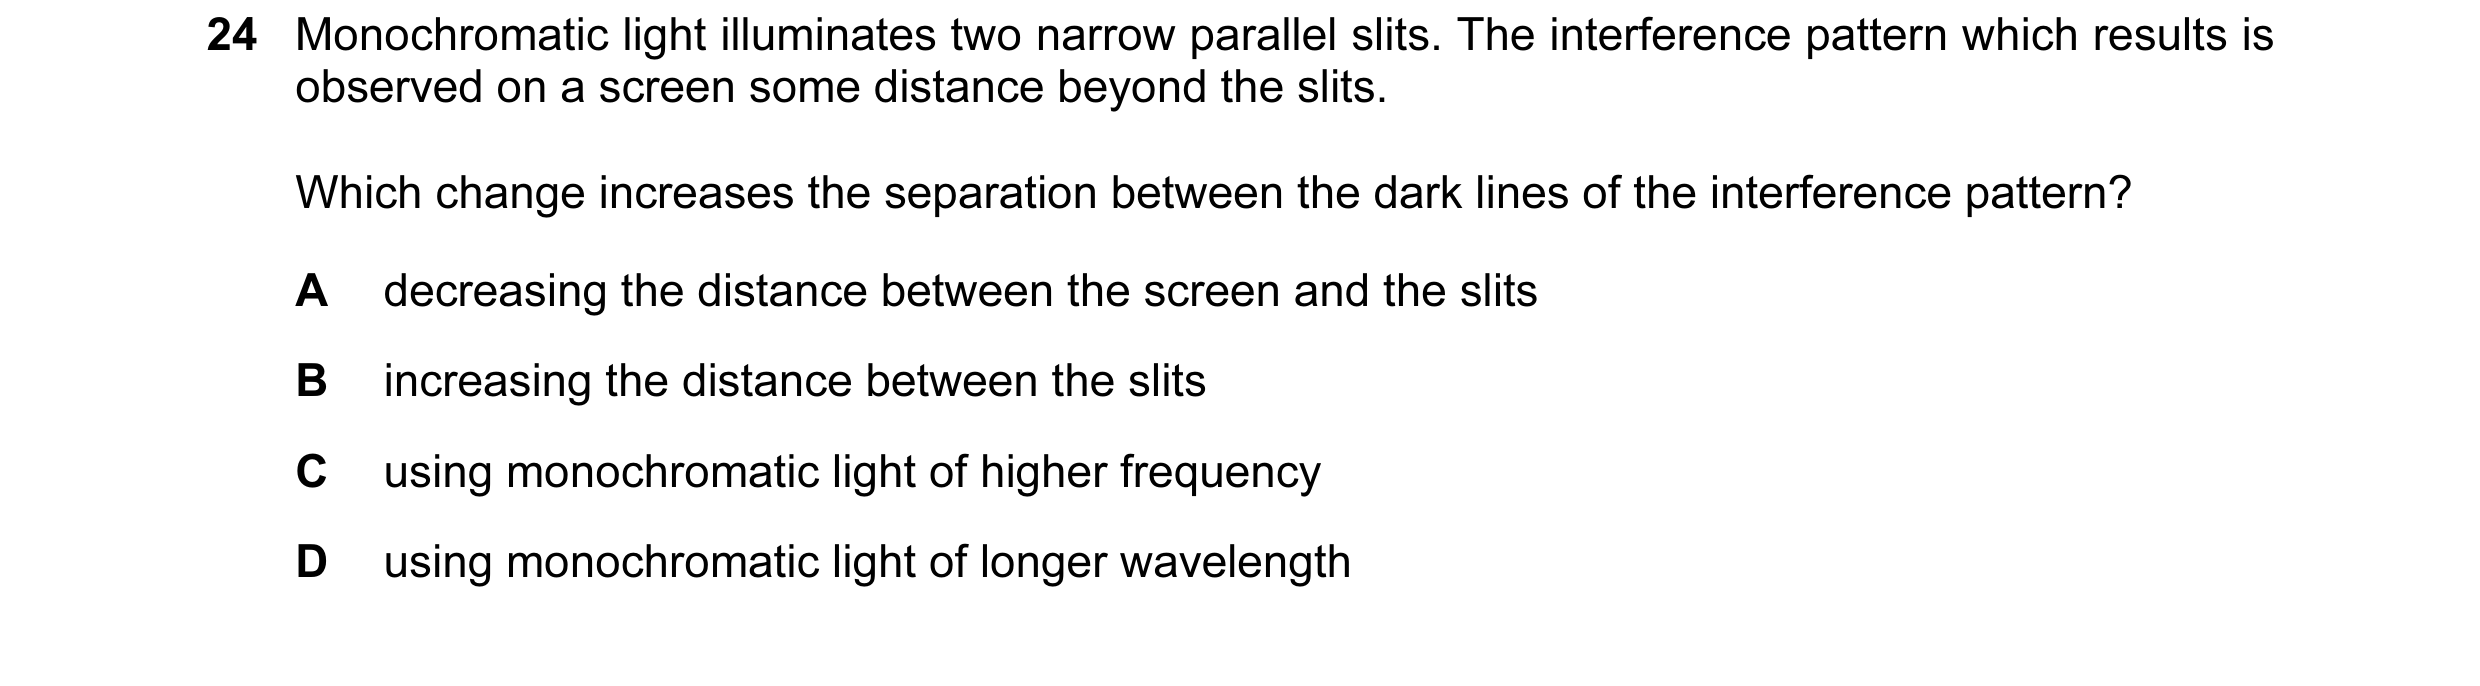 24 Monochromatic light illuminates two narrow parallel slits. The interference pattern which results is
observed on a screen some distance beyond the slits.
Which change increases the separation between the dark lines of the interference pattern?
A decreasing the distance between the screen and the slits
B increasing the distance between the slits
C using monochromatic light of higher frequency
D using monochromatic light of longer wavelength